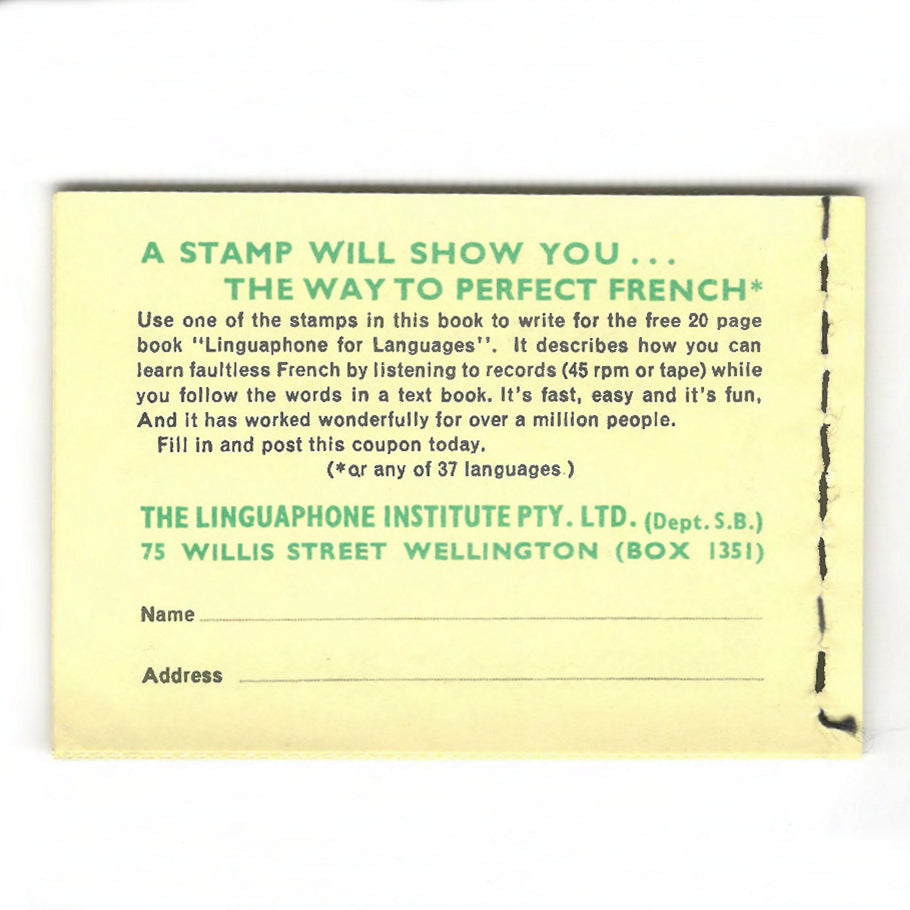 A STAMP WILL SHOW YOU ...
THE WAY TO PERFECT FRENCH*
Use one of the stamps in this book to write for the free 20 page
book "Linguaphone for Languages". It describes how you can
learn faultless French by listening to records (45 rpm or tape) while
you follow the words in a text book. It's fast, easy and it's fun,
And it has worked wonderfully for over a million people.
Fill in and post this coupon today.
(*or any of 37 languages.)
THE LINGUAPHONE INSTITUTE PTY. LTD. (Dept. S.B.)
75 WILLIS STREET WELLINGTON (BOX 1351)
Name
Address